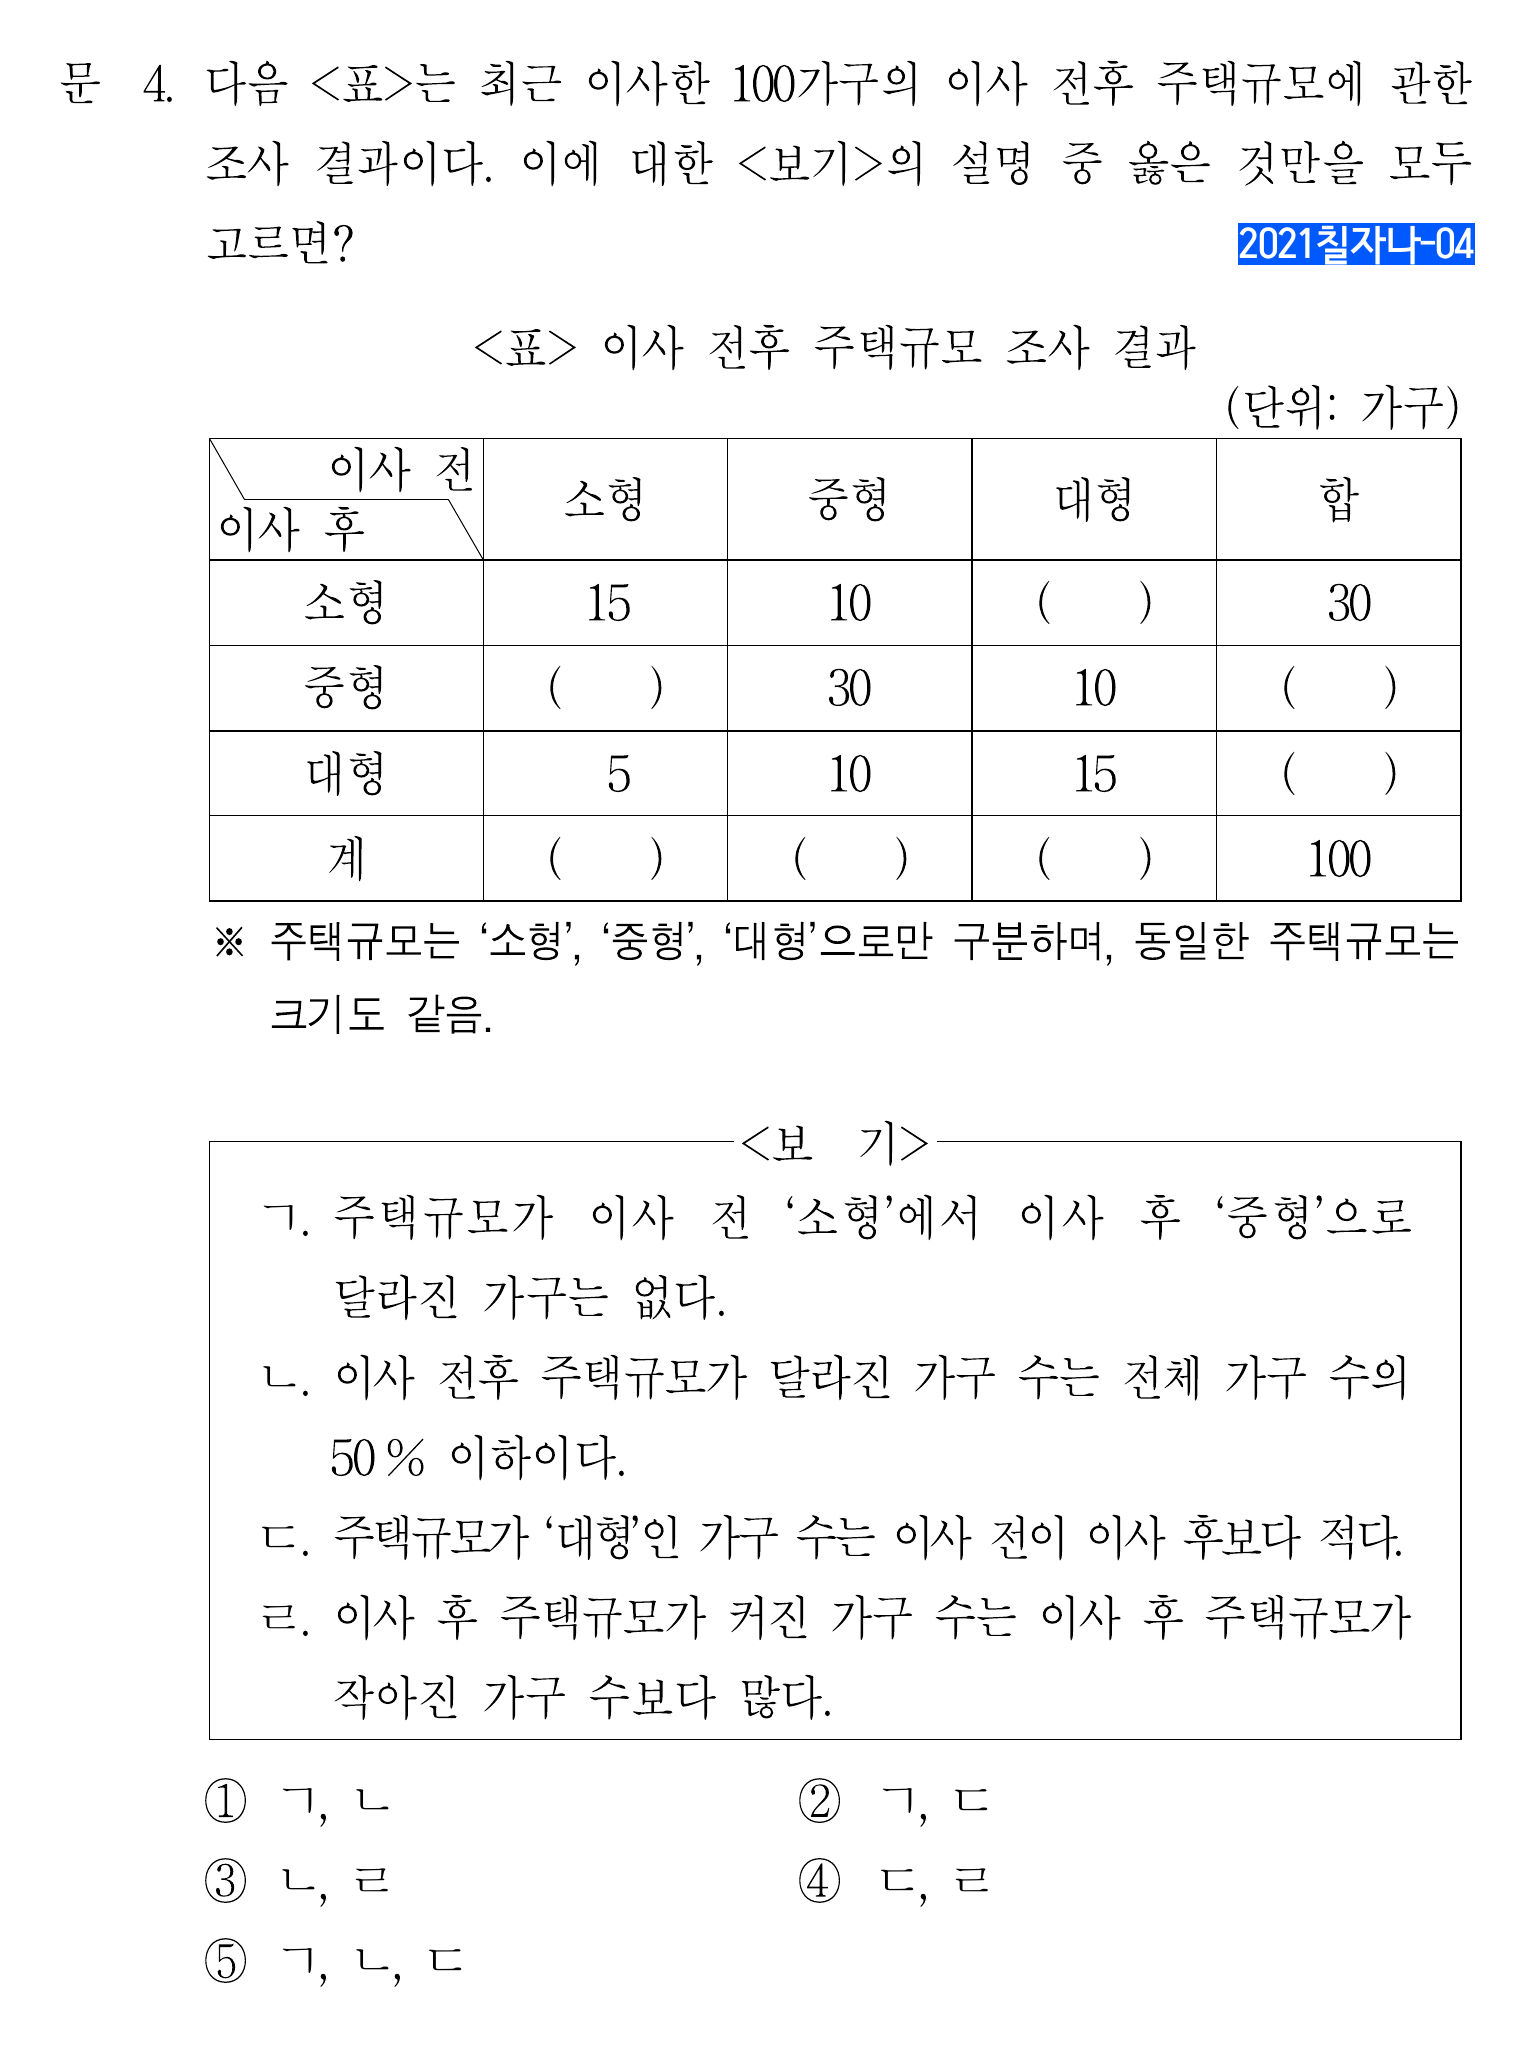 문 4. 다음 <표>는 최근 이사한 100가구의 이사 전후 주택규모에 관한
조사 결과이다. 이에 대한 <보기>의 설명 중 옳은 것만을 모두
고르면?
2021칠자나-04
<표> 이사 전후 주택규모 조사 결과
(단위: 가구)
이사 전
이사 후
소형 중형 대형 합
소형 15 10 ( ) 30
중형 ( ) 30 10 ( )
대형 5 10 15 ( )
계 ( ) ( ) ( ) 100
※ 주택규모는 ‘소형’, ‘중형’, ‘대형’으로만 구분하며, 동일한 주택규모는
크기도 같음.
<보 기>
ㄱ. 주택규모가 이사 전 ‘소형’에서 이사 후 ‘중형’으로
달라진 가구는 없다.
ㄴ. 이사 전후 주택규모가 달라진 가구 수는 전체 가구 수의
50% 이하이다.
ㄷ. 주택규모가 ‘대형’인 가구 수는 이사 전이 이사 후보다 적다.
ㄹ. 이사 후 주택규모가 커진 가구 수는 이사 후 주택규모가
작아진 가구 수보다 많다.
① ㄱ, ㄴ ② ㄱ, ㄷ
③ ㄴ, ㄹ ④ ㄷ, ㄹ
⑤ ㄱ, ㄴ, ㄷ